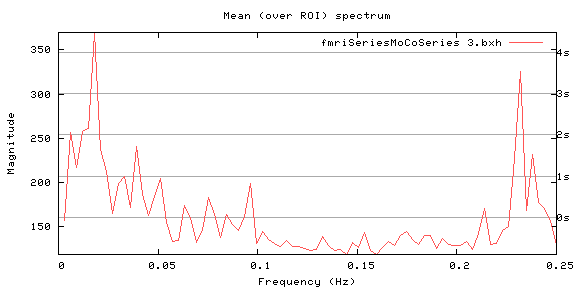 Mean (over ROI) spectrum
fmriSeriesMoCoSeries 3.bxh
350
300
250
200
150
4s
3s
2s
1s
0s
Magnitude
0
0.05
0.1
0.15
0.2
0.25
Frequency (Hz)